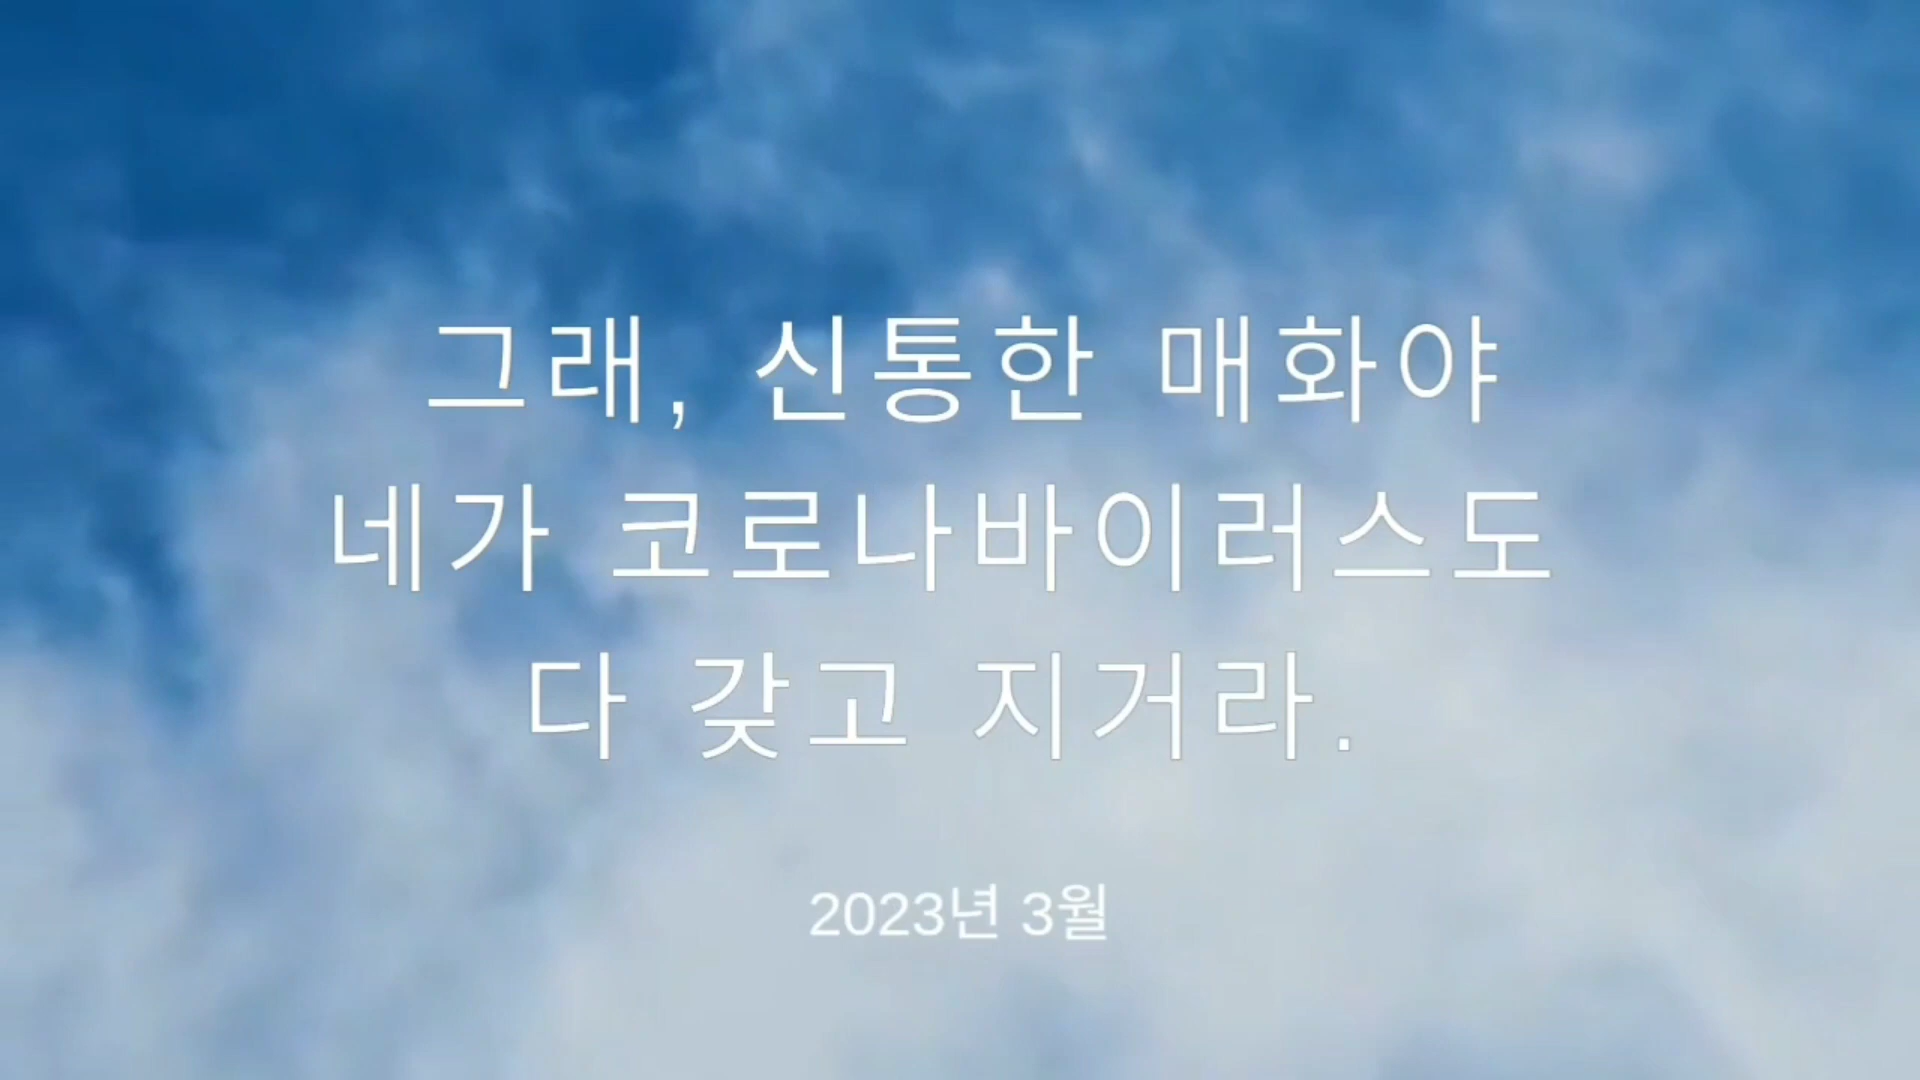 그래, 신통한 매화야
네가 코로나바이러스도
다 갖고 지거라.
2023년 3월